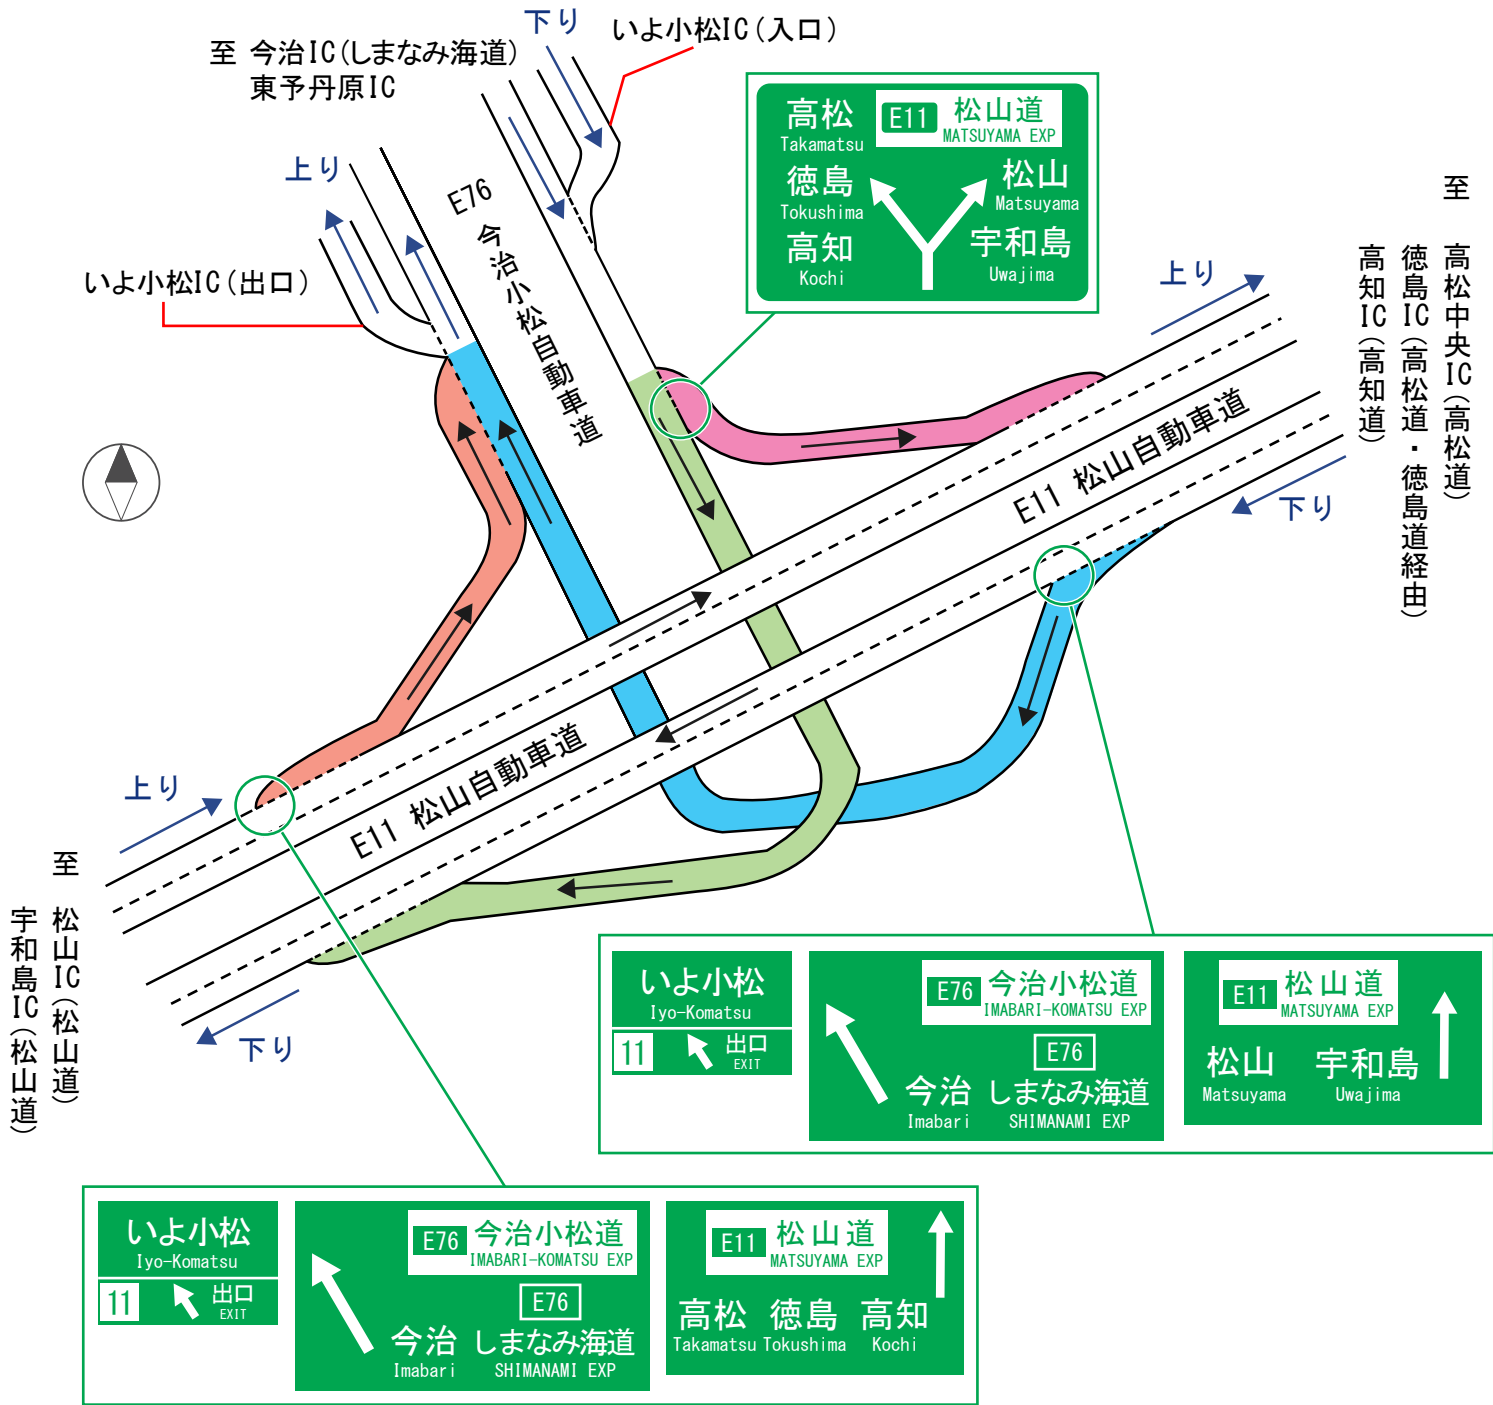 下り
いよ小松IC(入口)
至 今治IC(しまなみ海道)
東予丹原IC
上り
E76 今治小松自動車道
いよ小松IC(出口)
高松
Takamatsu
E11 松山道
MATSUYAMA EXP
徳島
Tokushima
松山
Matsuyama
高知
Kochi
宇和島
Uwajima
至 高松中央IC(高松道)
徳島IC(高松道・徳島道経由)
高知IC(高知道)
上り
E11 松山自動車道
下り
上り
E11 松山自動車道
至 松山IC(松山道)
宇和島IC(松山道)
下り
いよ小松
Iyo-Komatsu
11 出口
EXIT
E76 今治小松道
IMABARI-KOMATSU EXP
E76
今治 しまなみ海道
Imabari SHIMANAMI EXP
E11 松山道
MATSUYAMA EXP
松山 宇和島
Matsuyama Uwajima
いよ小松
Iyo-Komatsu
11 出口
EXIT
E76 今治小松道
IMABARI-KOMATSU EXP
E76
今治 しまなみ海道
Imabari SHIMANAMI EXP
E11 松山道
MATSUYAMA EXP
高松 徳島 高知
Takamatsu Tokushima Kochi